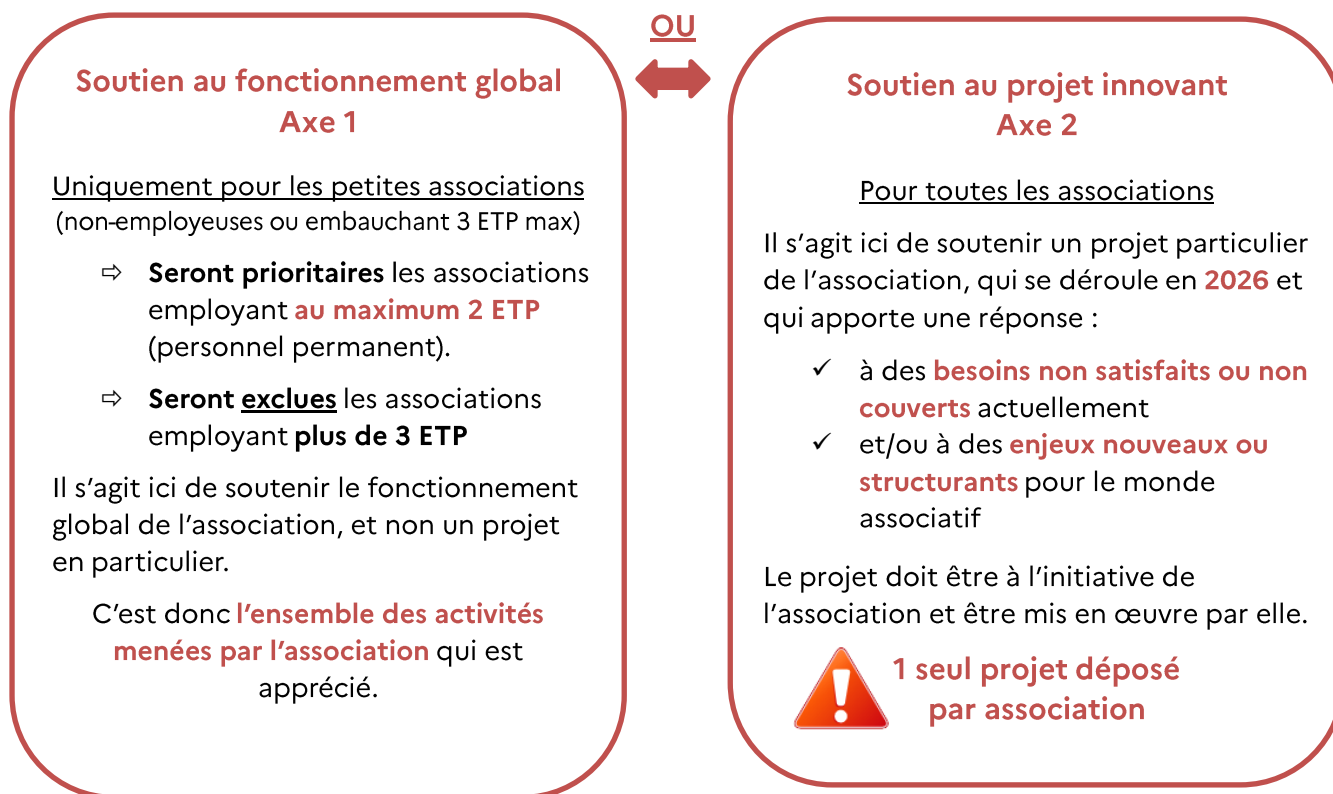 OU
Soutien au fonctionnement global
Axe 1
Uniquement pour les petites associations
(non-employeuses ou embauchant 3 ETP max)
⇨ Seront prioritaires les associations
employant au maximum 2 ETP
(personnel permanent).
⇨ Seront exclues les associations
employant plus de 3 ETP
Il s’agit ici de soutenir le fonctionnement
global de l’association, et non un projet
en particulier.
C’est donc l’ensemble des activités
menées par l’association qui est
apprécié.
Soutien au projet innovant
Axe 2
Pour toutes les associations
Il s’agit ici de soutenir un projet particulier
de l’association, qui se déroule en 2026 et
qui apporte une réponse :
✓ à des besoins non satisfaits ou non
couverts actuellement
✓ et/ou à des enjeux nouveaux ou
structurants pour le monde
associatif
Le projet doit être à l’initiative de
l’association et être mis en œuvre par elle.
1 seul projet déposé
par association